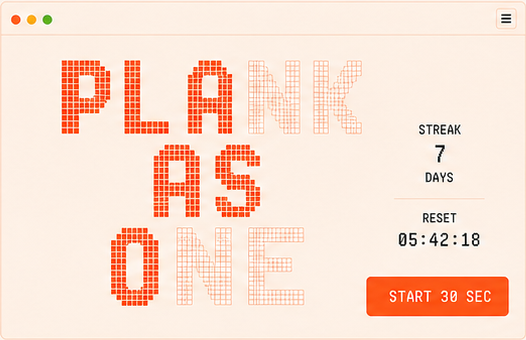 PLANK
AS
ONE
STREAK
7
DAYS
RESET
05:42:18
START 30 SEC